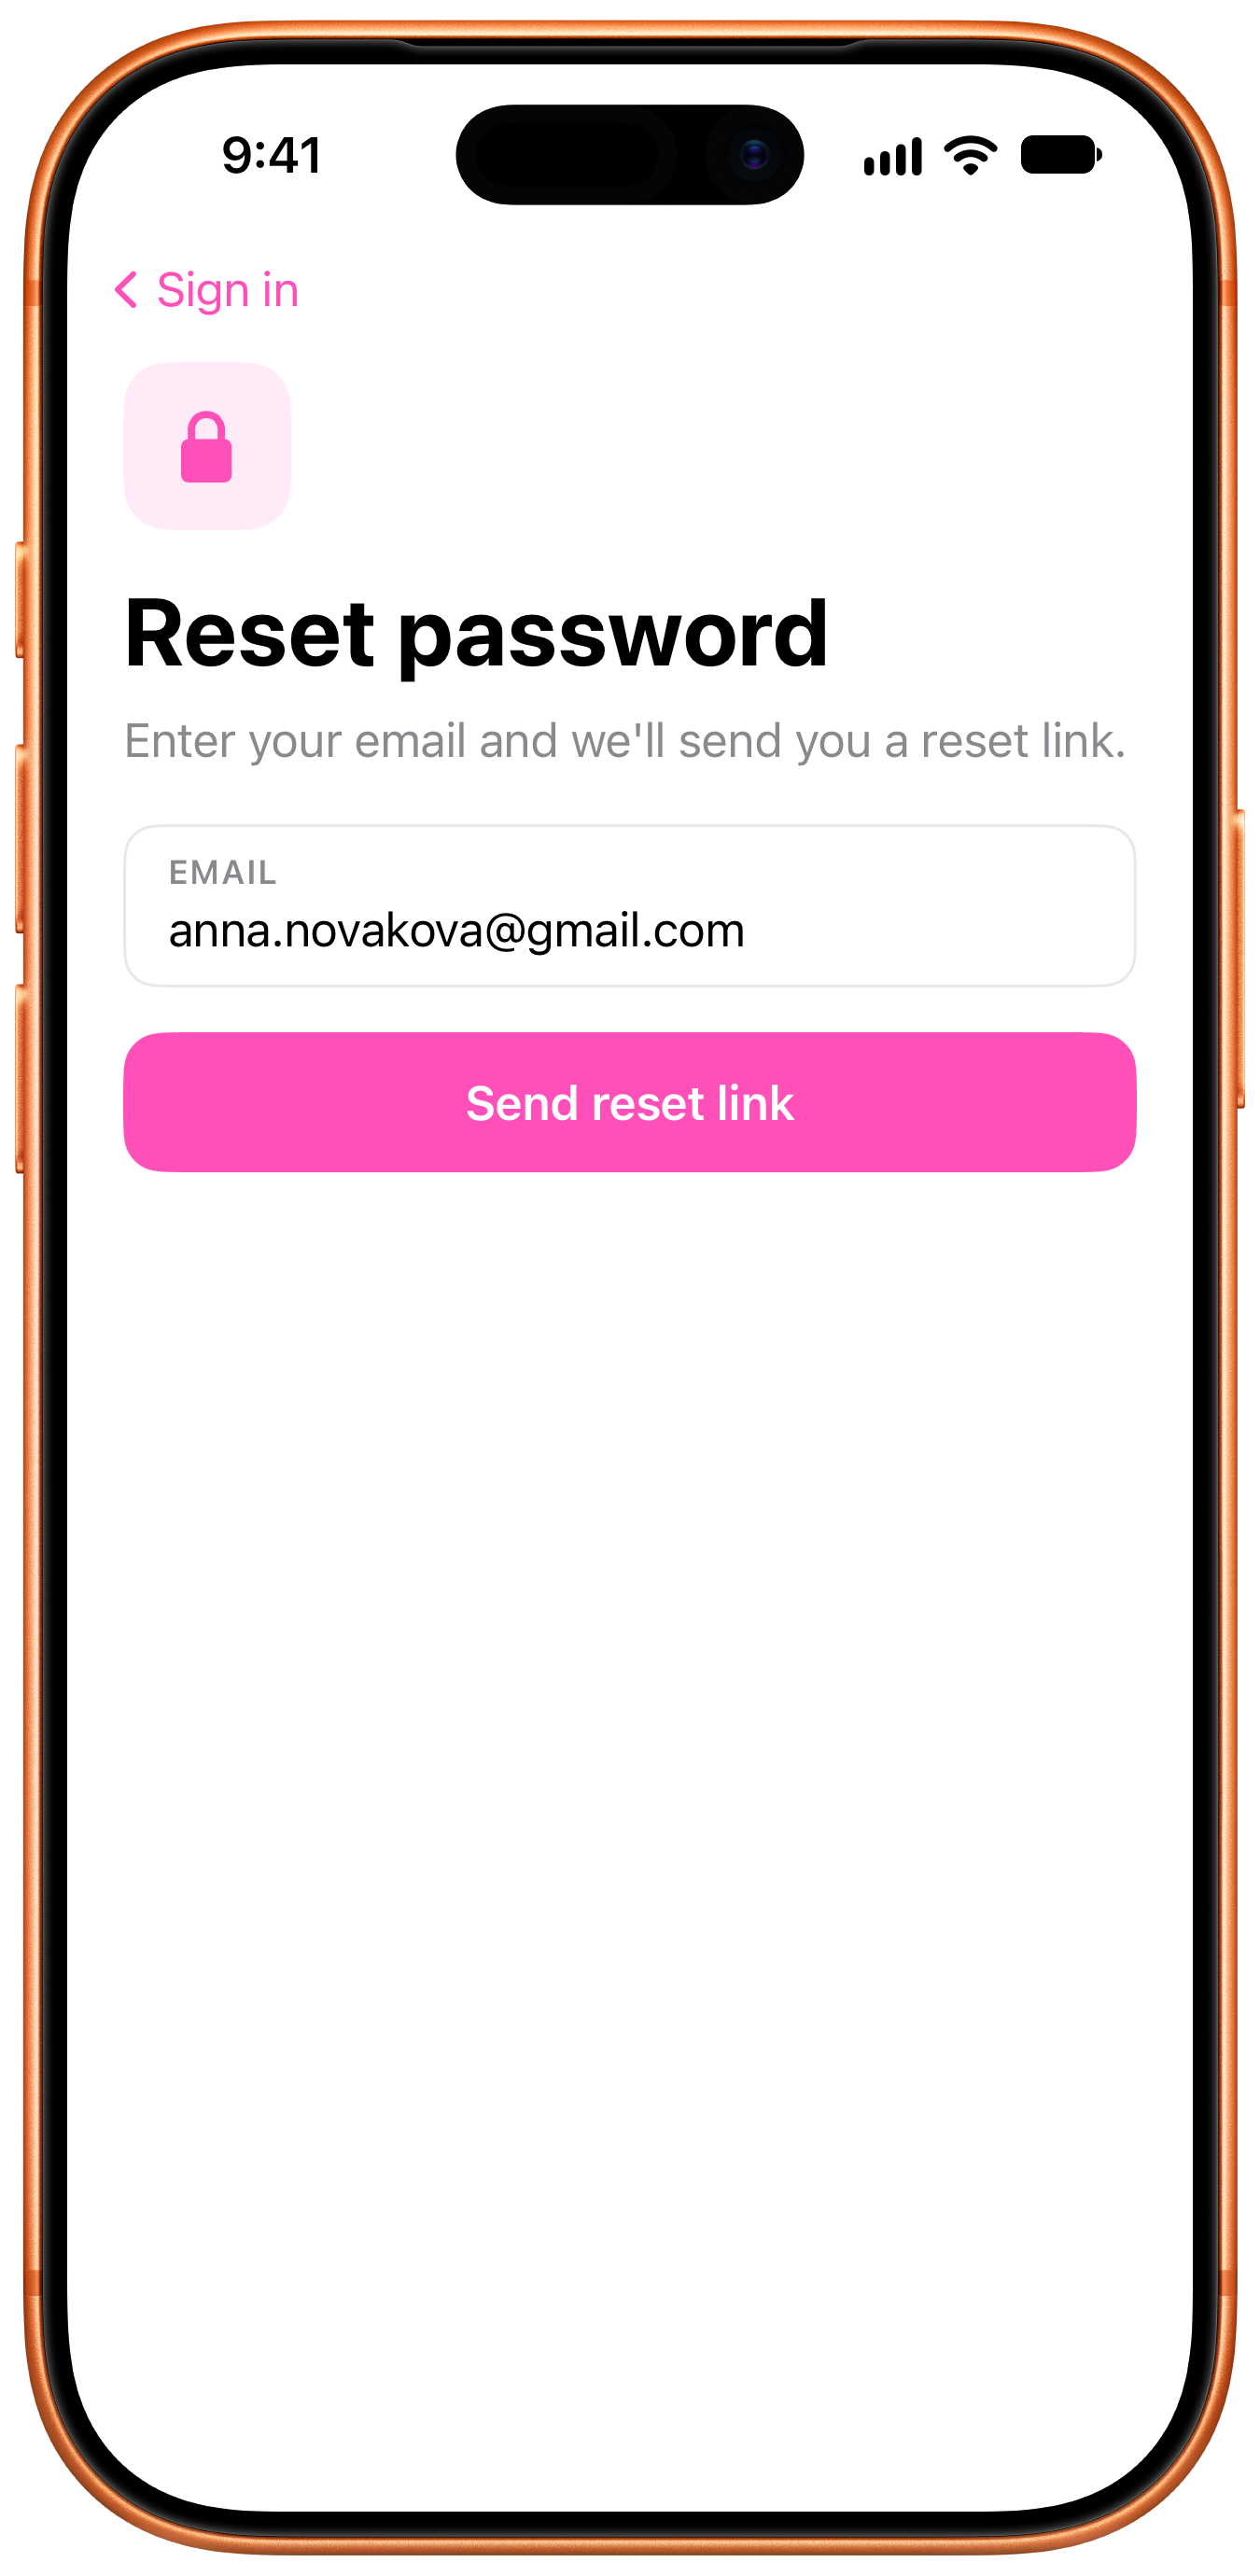 9:41
Sign in
Reset password
Enter your email and we'll send you a reset link.
EMAIL
anna.novakova@gmail.com
Send reset link